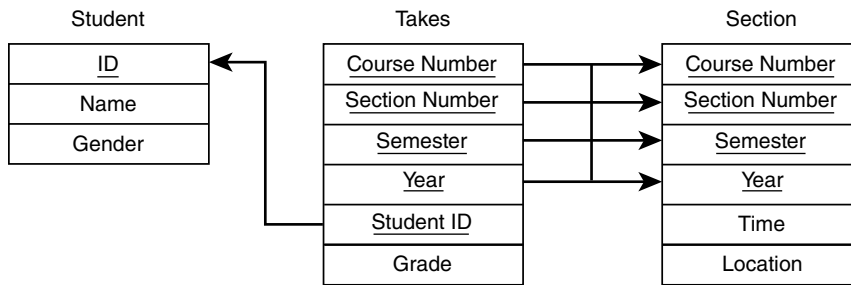 Student
ID
Name
Gender
Takes
Course Number
Section Number
Semester
Year
Student ID
Grade
Section
Course Number
Section Number
Semester
Year
Time
Location